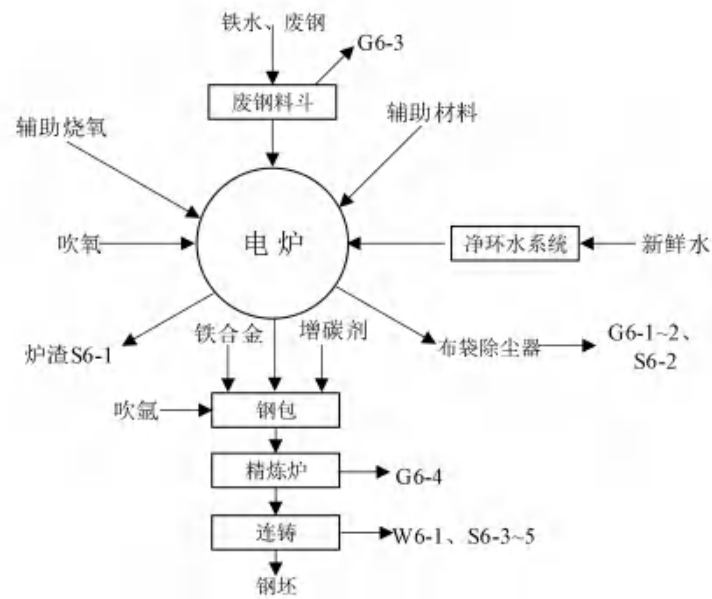 铁水、废钢
G6-3
废钢料斗
辅助烧氧
辅助材料
吹氧
电炉
净环水系统
新鲜水
炉渣S6-1
铁合金
增碳剂
布袋除尘器
G6-1~2、
S6-2
吹氩
钢包
精炼炉
G6-4
连铸
W6-1、S6-3~5
钢坯